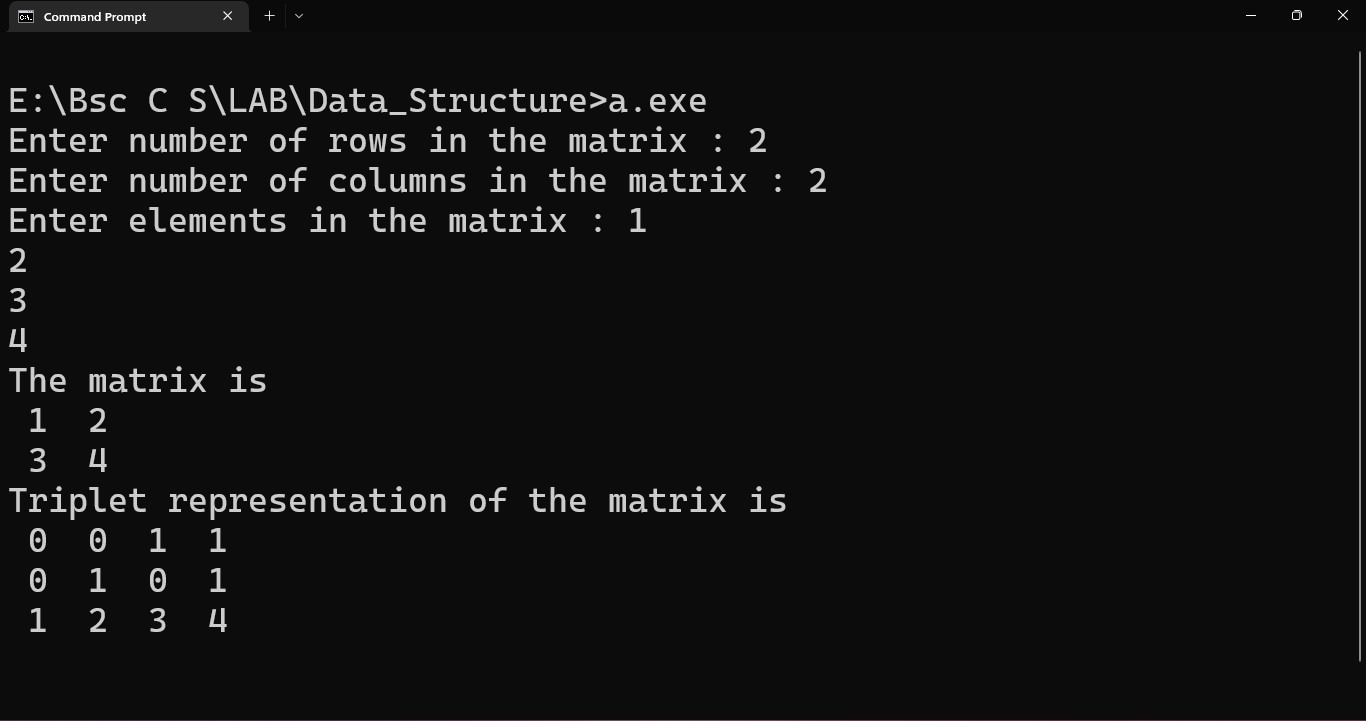 Command Prompt
E:\Bsc C S\LAB\Data_Structure>a.exe
Enter number of rows in the matrix : 2
Enter number of columns in the matrix : 2
Enter elements in the matrix : 1
2
3
4
The matrix is
1 2
3 4
Triplet representation of the matrix is
0 0 1 1
0 1 0 1
1 2 3 4